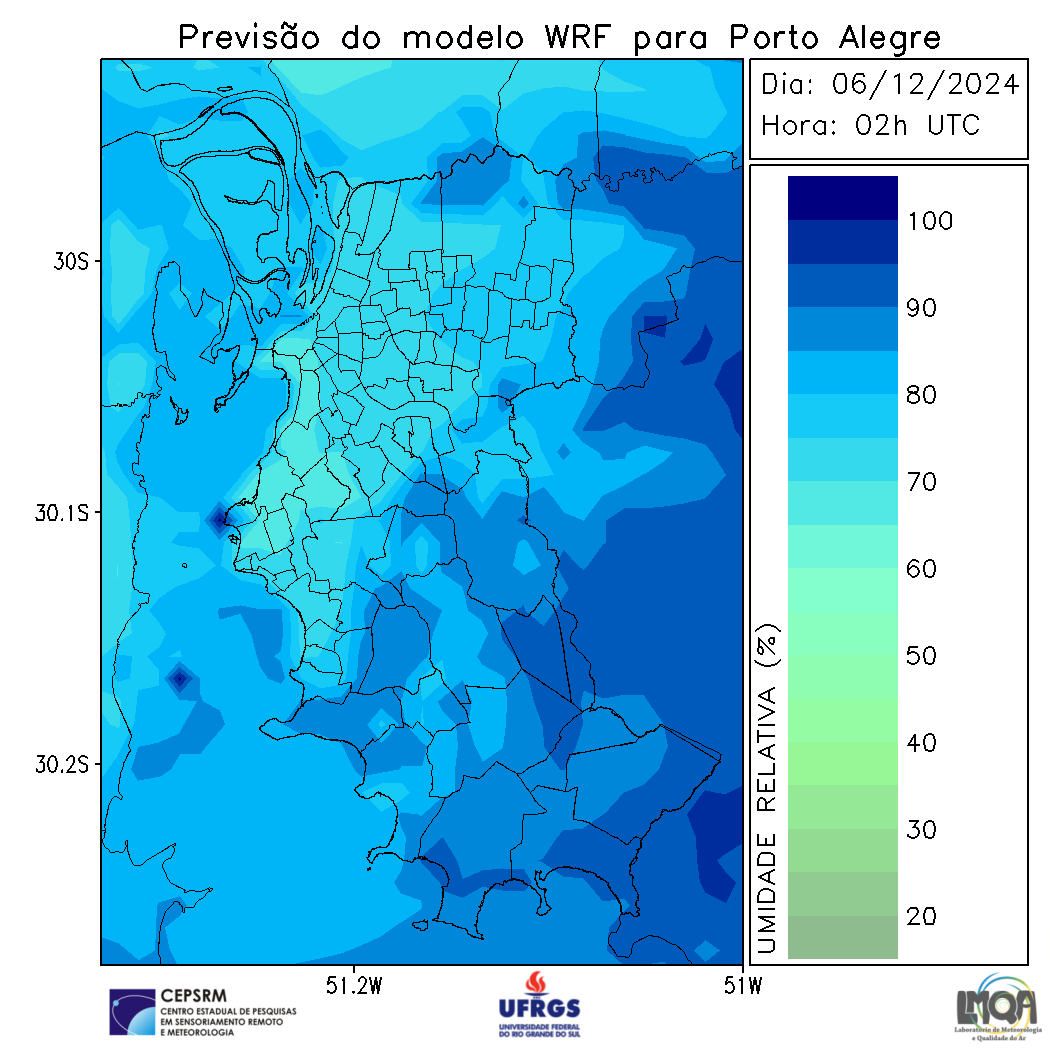 Previsão do modelo WRF para Porto Alegre
Dia: 06/12/2024
Hora: 02h UTC
30S
30.1S
30.2S
51.2W
51W
UMIDADE RELATIVA (%)
100
90
80
70
60
50
40
30
20
CEPSRM
CENTRO ESTADUAL DE PESQUISAS
EM SENSORIAMENTO REMOTO
E METEOROLOGIA
UFRGS
UNIVERSIDADE FEDERAL
DO RIO GRANDE DO SUL
LMQA
Laboratório de Meteorologia
e Qualidade do Ar